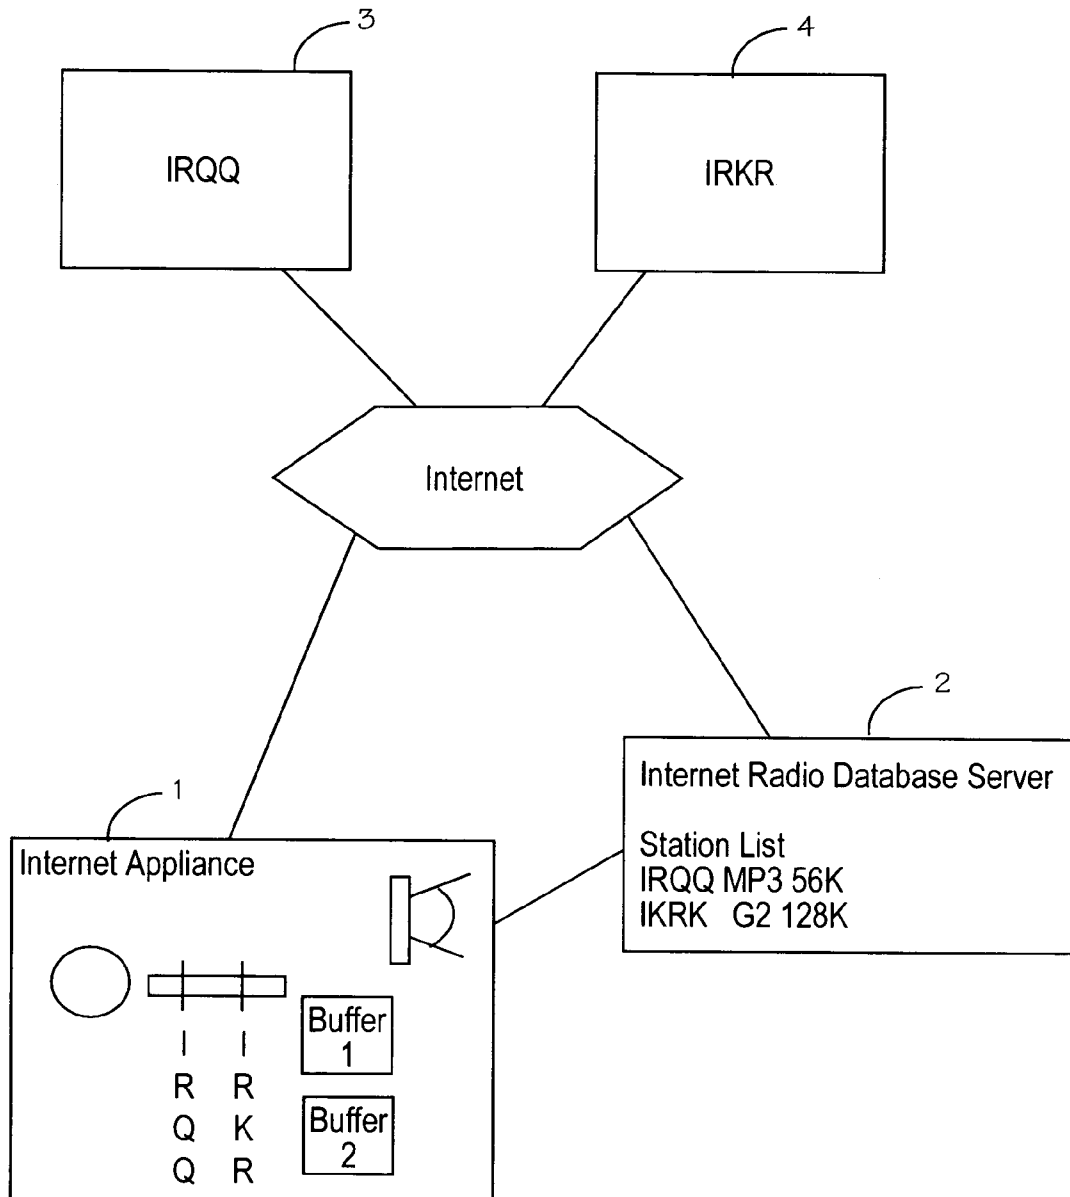 3
4
IRQQ
IRKR
Internet
2
Internet Radio Database Server
Station List
IRQQ MP3 56K
IKRK G2 128K
1
Internet Appliance
Buffer
1
I I
R R
Q K
Q R
Buffer
2